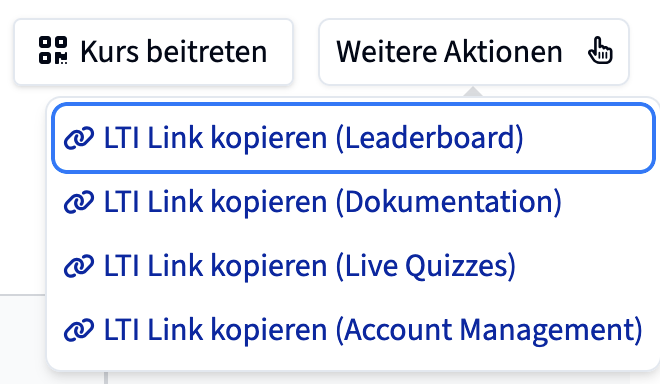 Kurs beitreten
Weitere Aktionen
LTI Link kopieren (Leaderboard)
LTI Link kopieren (Dokumentation)
LTI Link kopieren (Live Quizzes)
LTI Link kopieren (Account Management)